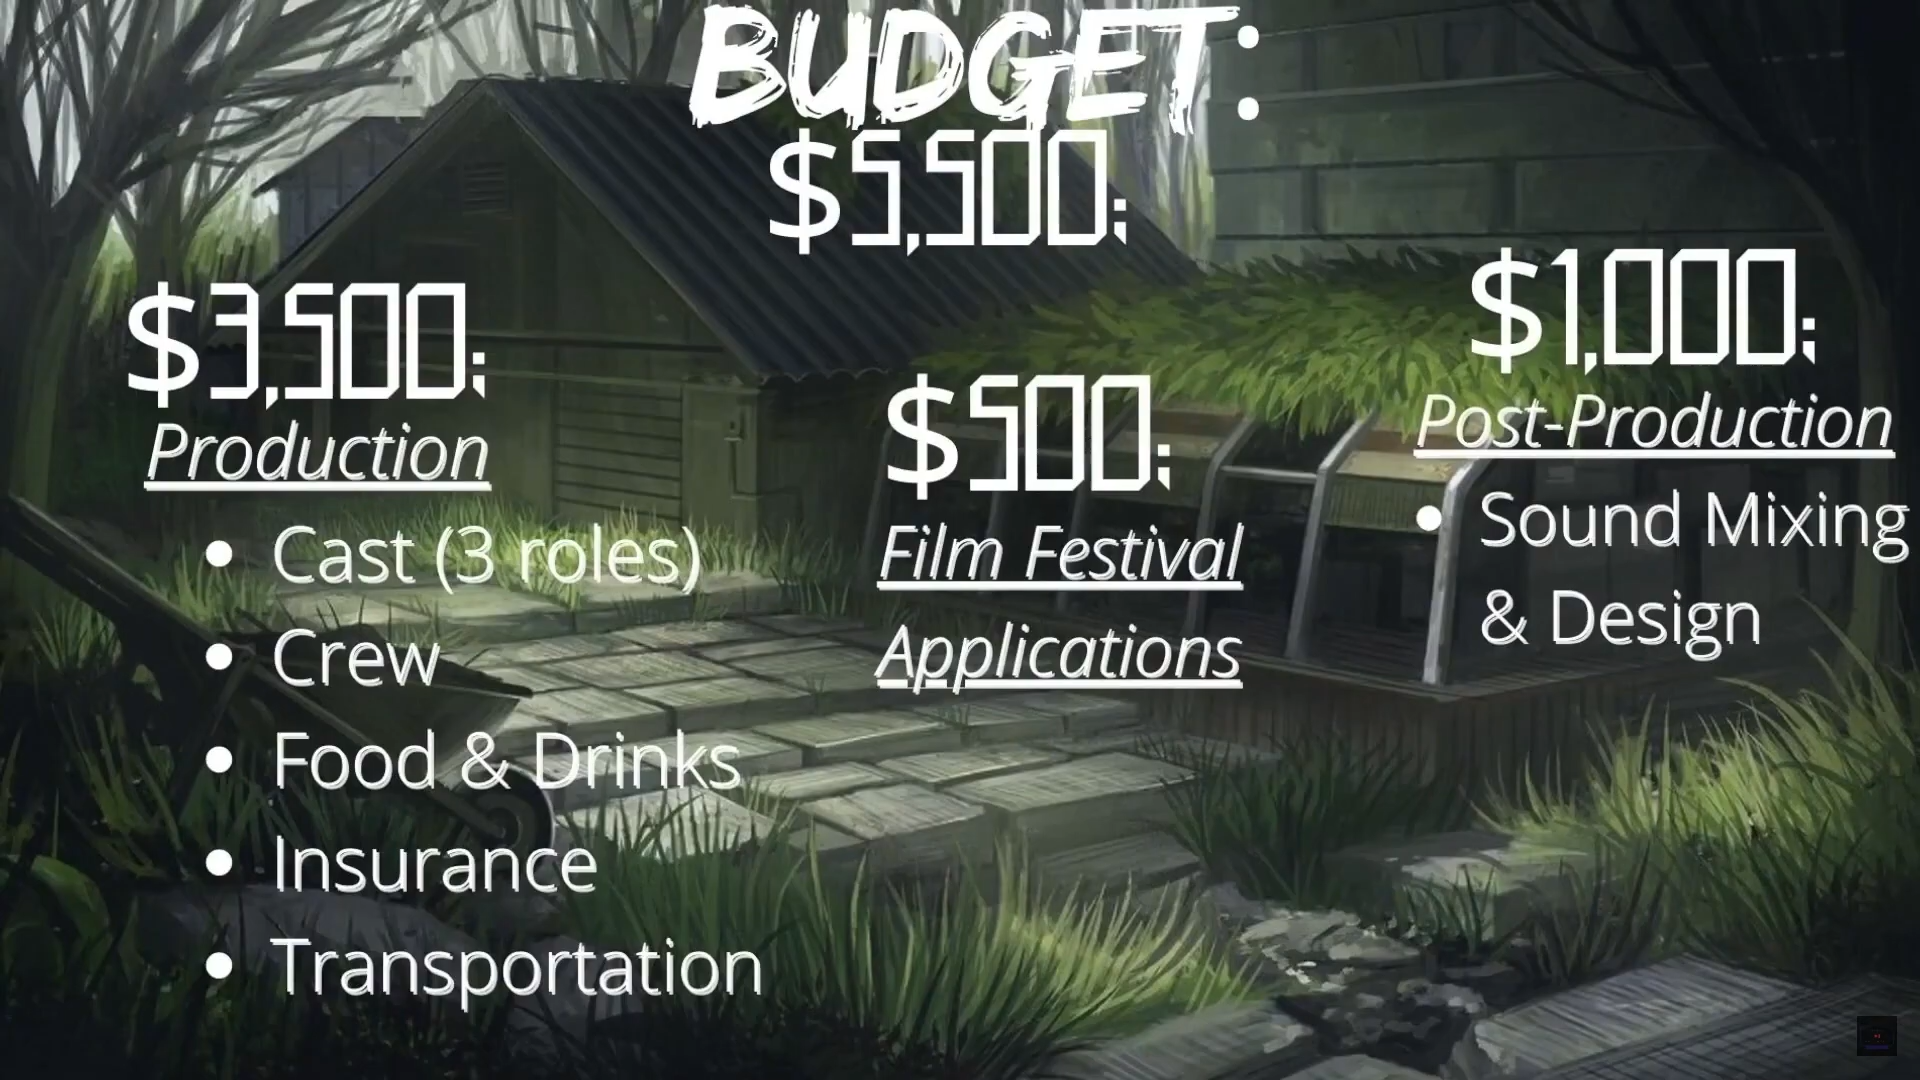 BUDGET:
$5,500:
$3,500:
Production
• Cast (3 roles)
• Crew
• Food & Drinks
• Insurance
• Transportation
$500:
Film Festival
Applications
$1,000:
Post-Production
• Sound Mixing
& Design